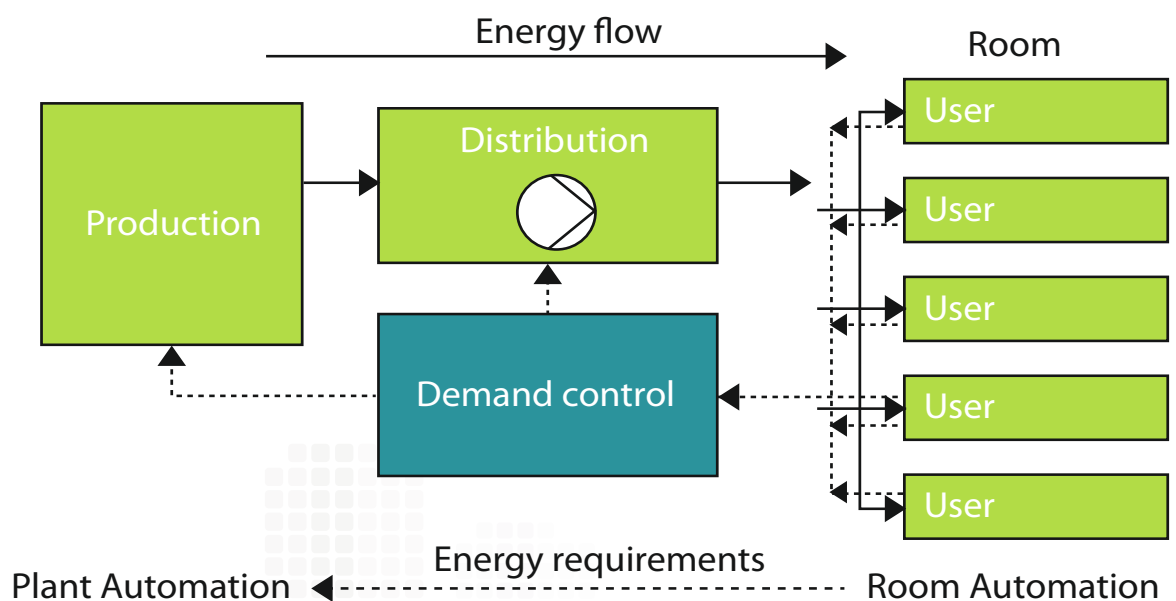 Energy flow
Room
Production
Distribution
User
User
Demand control
User
User
User
Energy requirements
Plant Automation
Room Automation